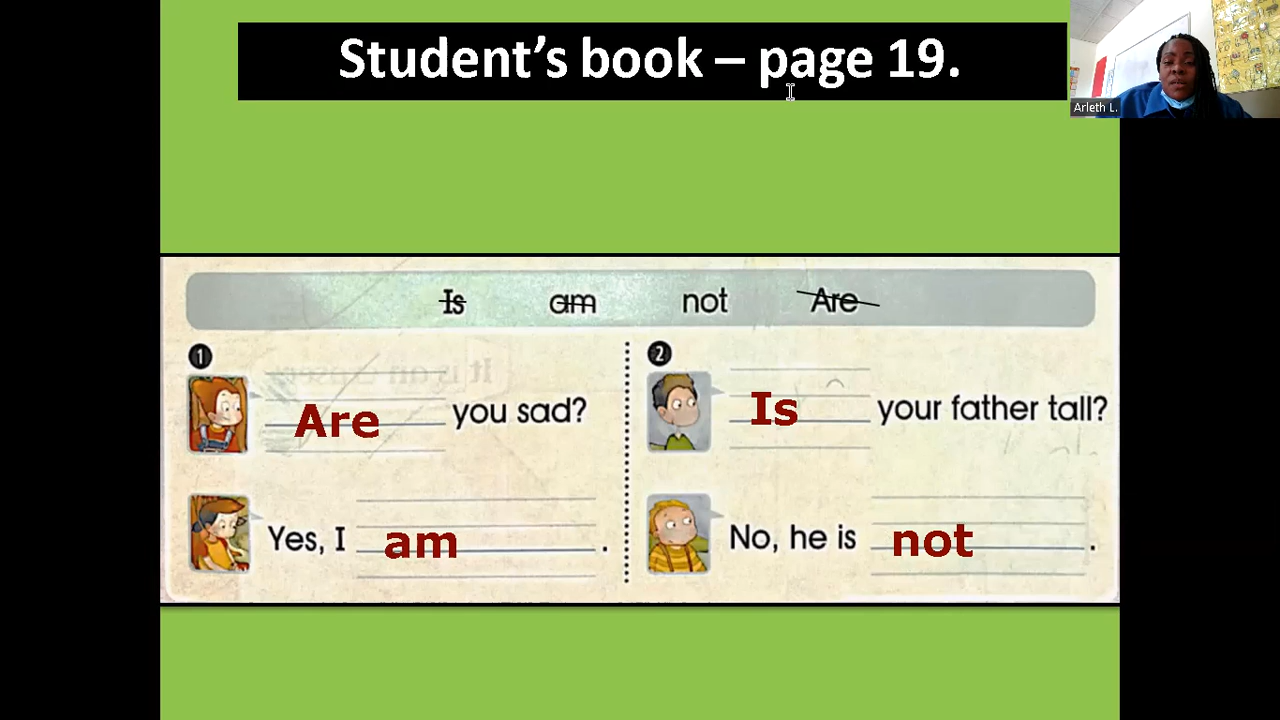 Student's book – page 19.
Arleth L.
Is am not Are
1
Are you sad?
Yes, I am.
2
Is your father tall?
No, he is not.